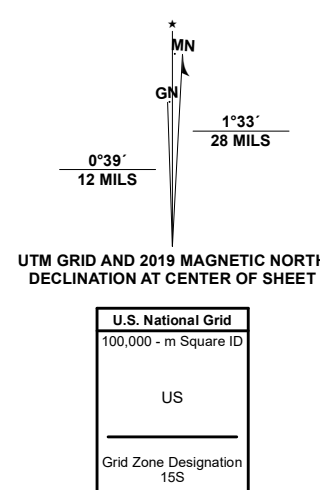 ★
MN
GN
1°33´
28 MILS
0°39´
12 MILS
UTM GRID AND 2019 MAGNETIC NORTH
DECLINATION AT CENTER OF SHEET
U.S. National Grid
100,000 - m Square ID
US
Grid Zone Designation
15S